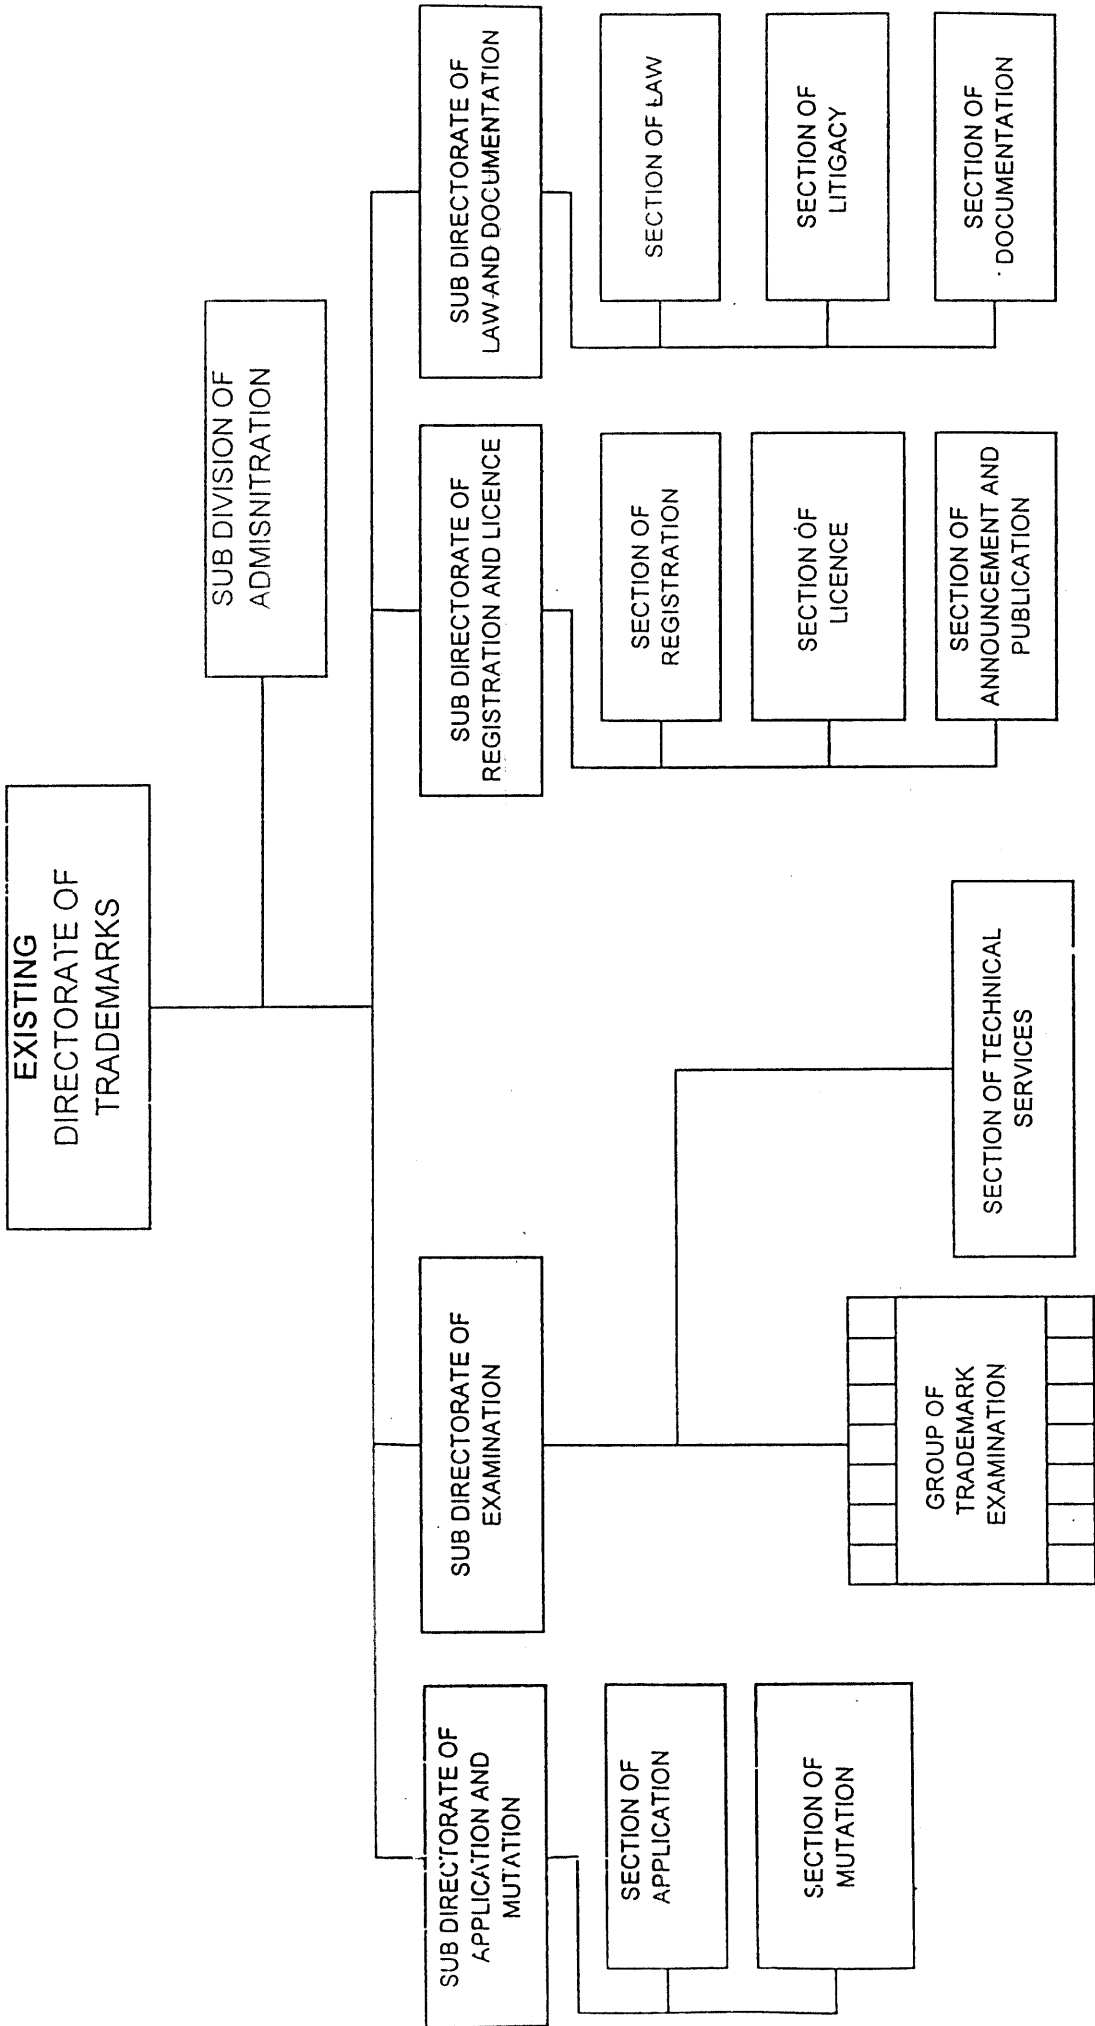 EXISTING
DIRECTORATE OF
TRADEMARKS
SUB DIVISION OF
ADMISNITRATION
SUB DIRECTORATE OF
APPLICATION AND
MUTATION
SUB DIRECTORATE OF
EXAMINATION
SUB DIRECTORATE OF
REGISTRATION AND LICENCE
SUB DIRECTORATE OF
LAW AND DOCUMENTATION
SECTION OF
APPLICATION
SECTION OF
MUTATION
GROUP OF
TRADEMARK
EXAMINATION
SECTION OF TECHNICAL
SERVICES
SECTION OF
REGISTRATION
SECTION OF
LICENCE
SECTION OF
ANNOUNCEMENT AND
PUBLICATION
SECTION OF LAW
SECTION OF
LITIGACY
SECTION OF
DOCUMENTATION